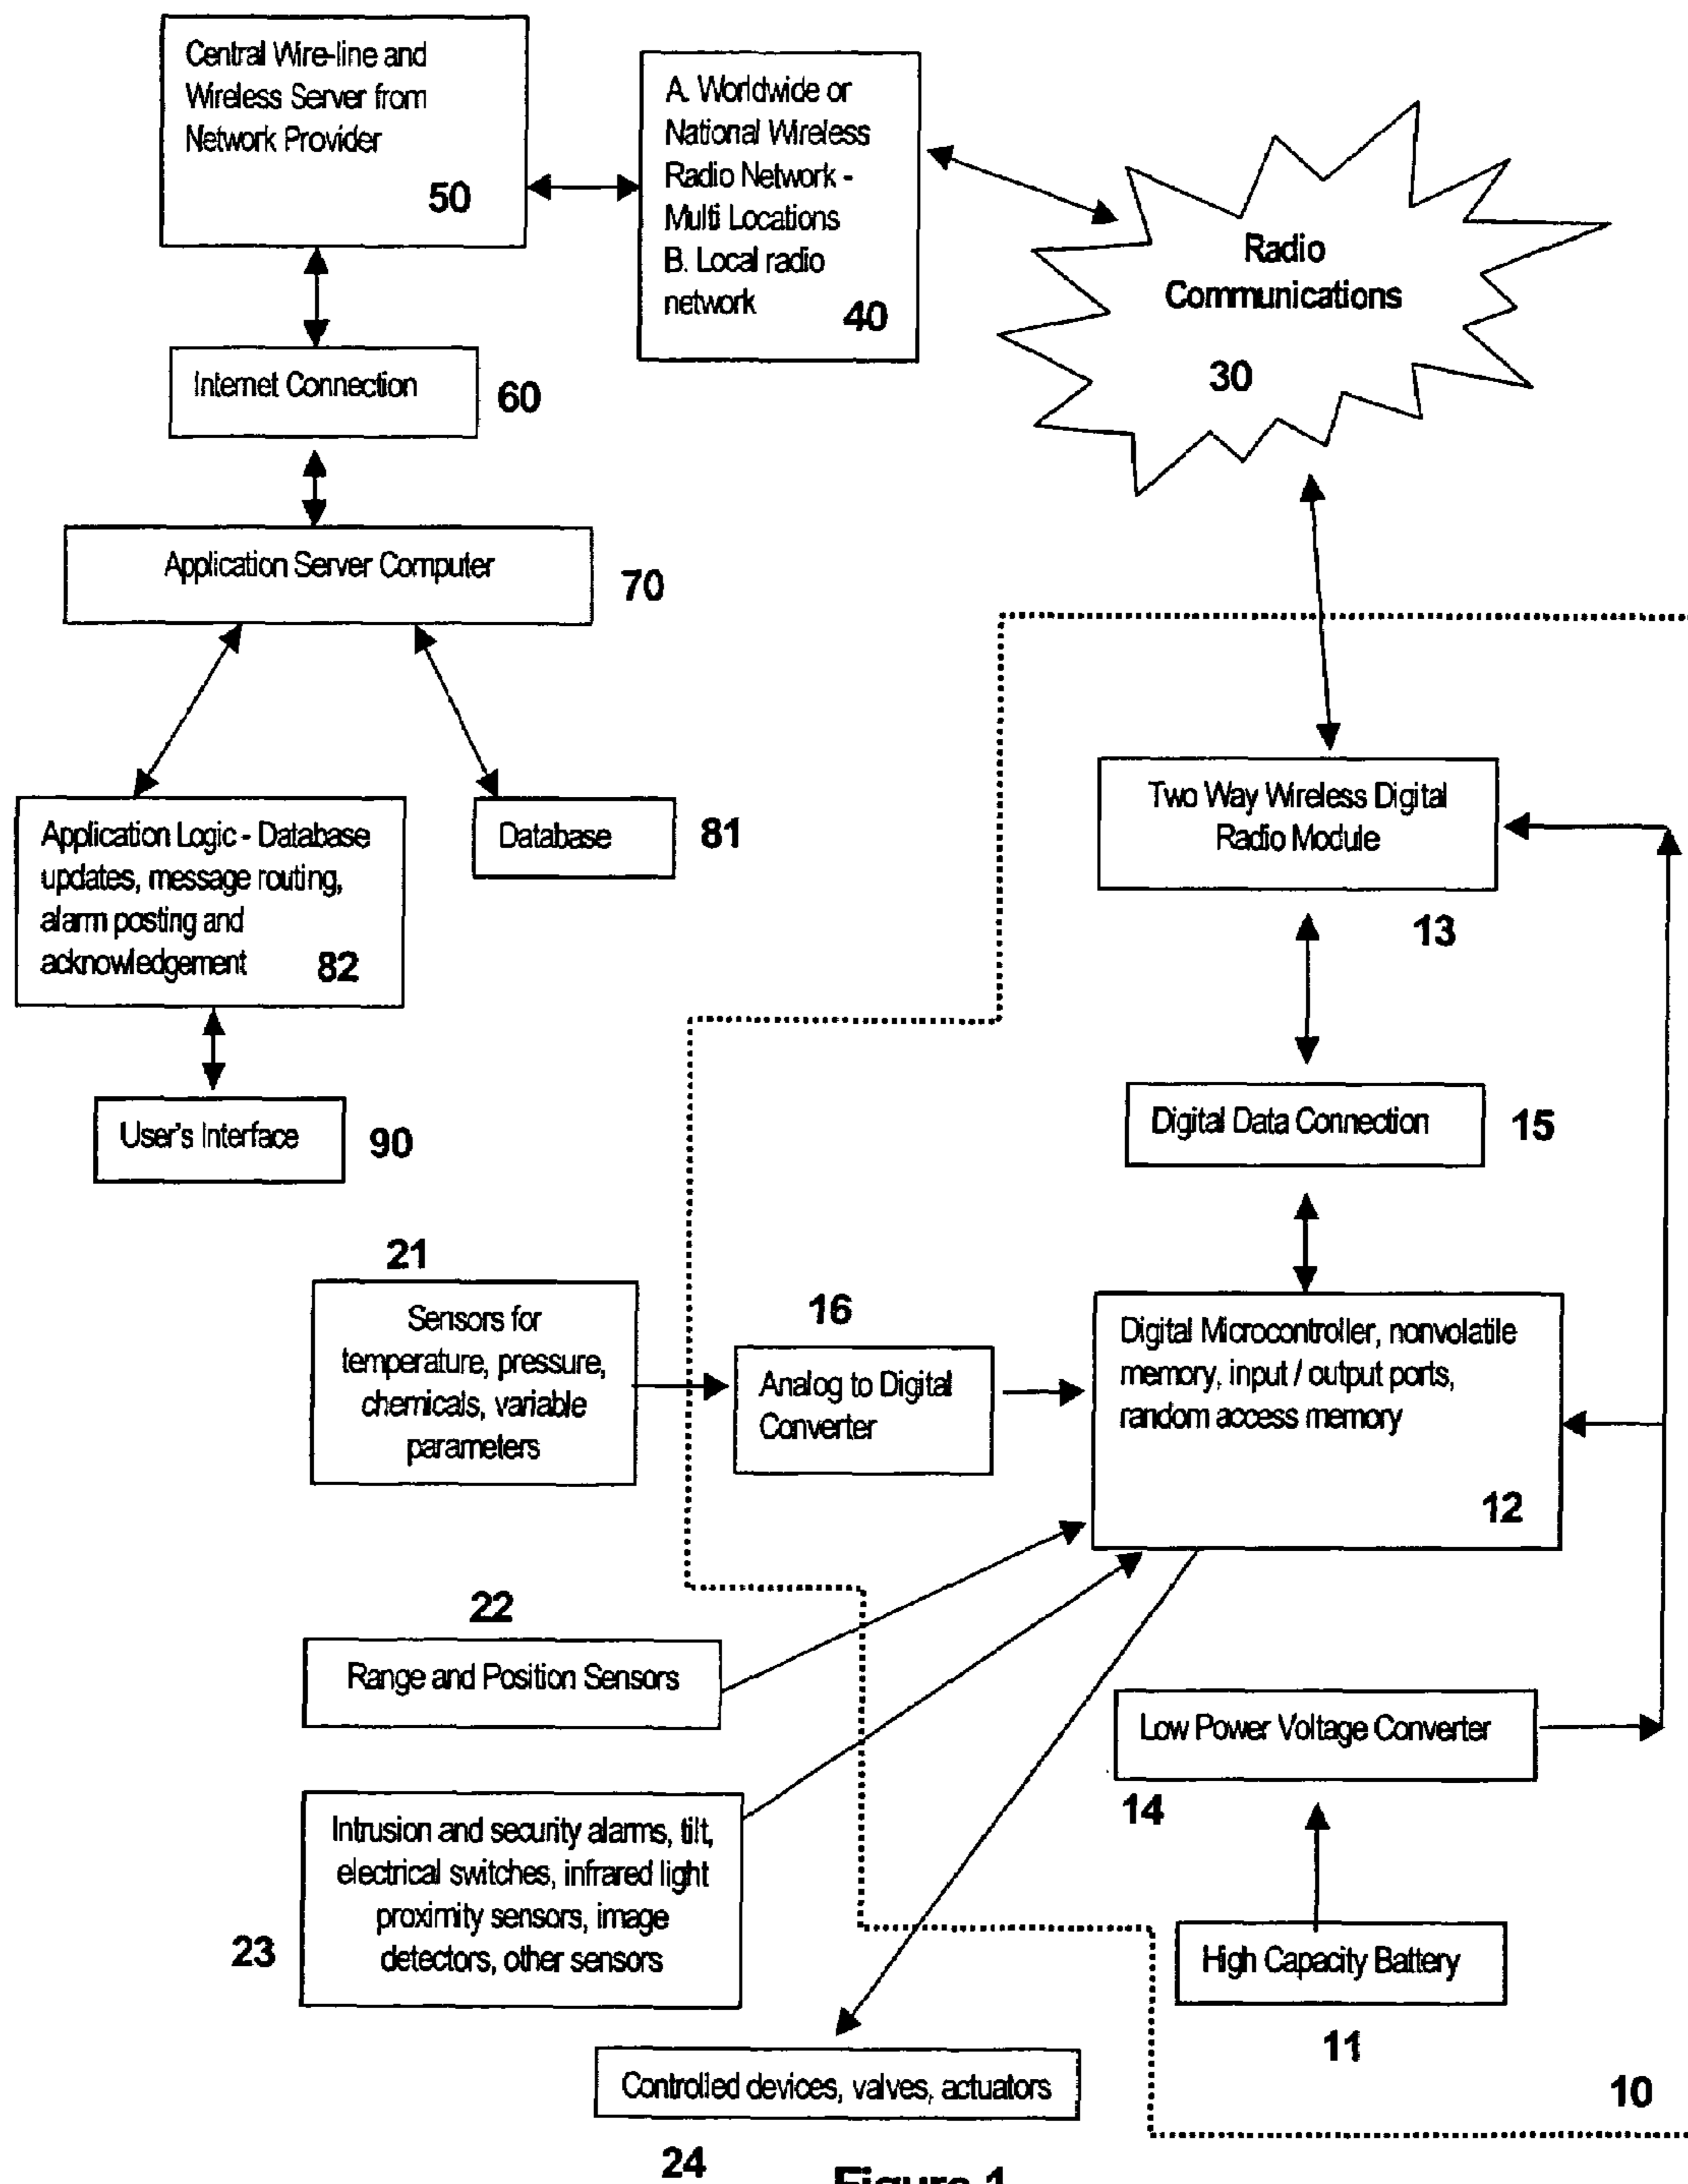 Central Wire-line and
Wireless Server from
Network Provider
50
A. Worldwide or
National Wireless
Radio Network -
Multi Locations
B. Local radio
network
40
Radio
Communications
30
Internet Connection
60
Application Server Computer
70
Application Logic - Database
updates, message routing,
alarm posting and
acknowledgement
82
Database
81
User's Interface
90
Two Way Wireless Digital
Radio Module
13
Digital Data Connection
15
21
Sensors for
temperature, pressure,
chemicals, variable
parameters
16
Analog to Digital
Converter
Digital Microcontroller, nonvolatile
memory, input / output ports,
random access memory
12
22
Range and Position Sensors
Low Power Voltage Converter
14
Intrusion and security alarms, tilt,
electrical switches, infrared light
proximity sensors, image
detectors, other sensors
23
High Capacity Battery
11
Controlled devices, valves, actuators
24
10
Figure 1